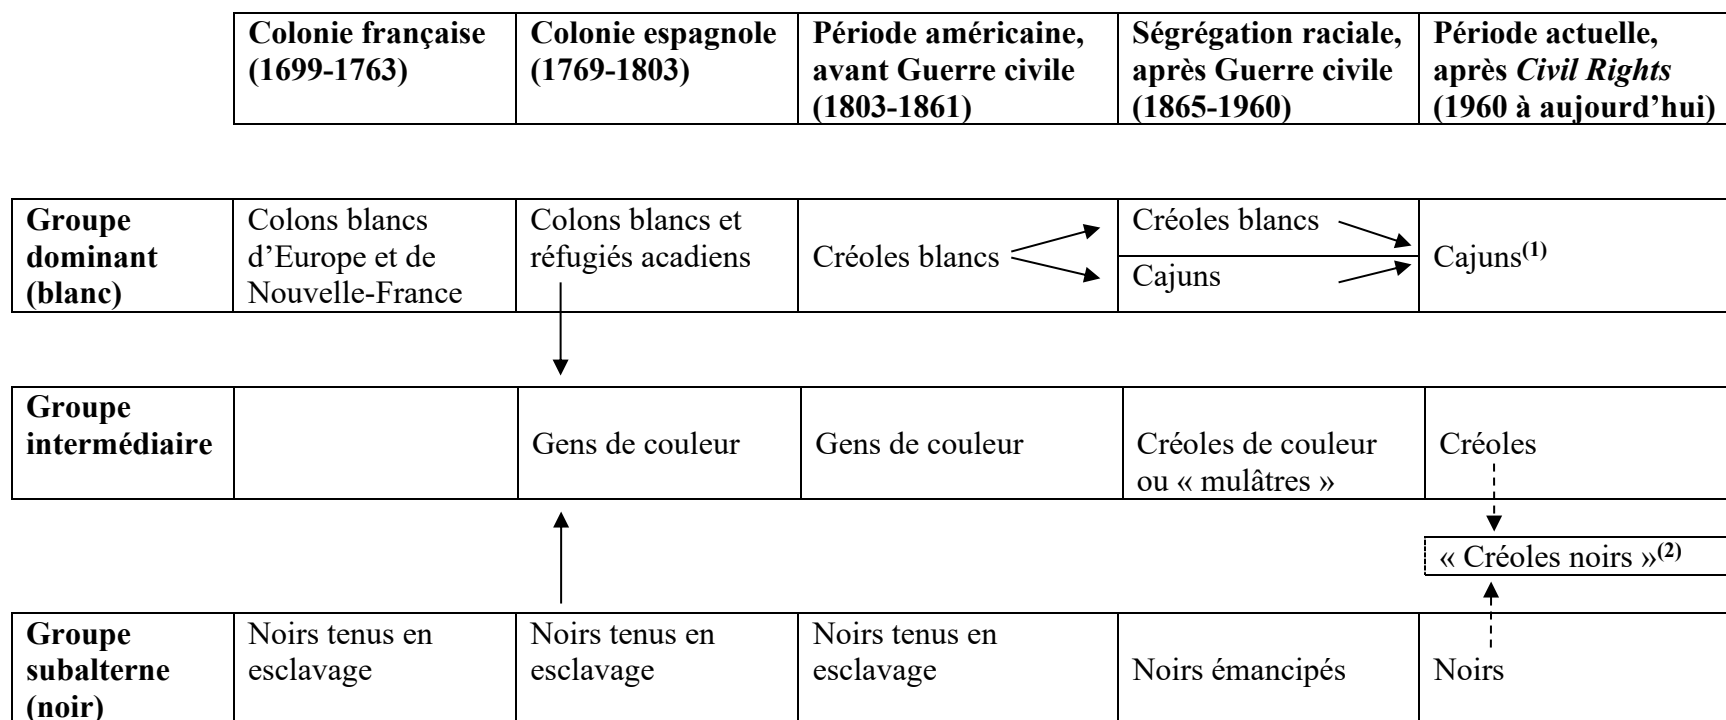 Colonie française
(1699-1763)
Colonie espagnole
(1769-1803)
Période américaine,
avant Guerre civile
(1803-1861)
Ségrégation raciale,
après Guerre civile
(1865-1960)
Période actuelle,
après Civil Rights
(1960 à aujourd’hui)
Groupe
dominant
(blanc)
Colons blancs
d’Europe et de
Nouvelle-France
Colons blancs et
réfugiés acadiens
Créoles blancs
Créoles blancs
Cajuns
Cajuns(1)
Groupe
intermédiaire
Gens de couleur
Gens de couleur
Créoles de couleur
ou « mulâtres »
Créoles
« Créoles noirs »(2)
Groupe
subalterne
(noir)
Noirs tenus en
esclavage
Noirs tenus en
esclavage
Noirs tenus en
esclavage
Noirs émancipés
Noirs